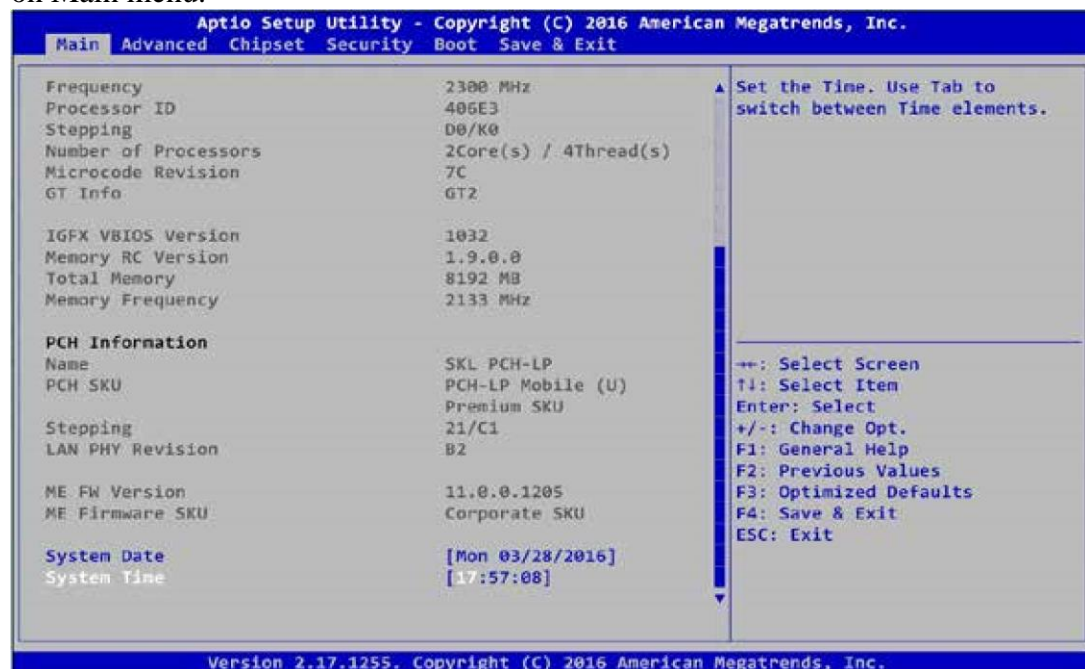 on Main menu.
Aptio Setup Utility - Copyright (C) 2016 American Megatrends, Inc.
Main Advanced Chipset Security Boot Save & Exit
Frequency 2300 MHz
Processor ID 406E3
Stepping D0/K0
Number of Processors 2Core(s) / 4Thread(s)
Microcode Revision 7C
GT Info GT2
IGFX VBIOS Version 1032
Memory RC Version 1.9.0.0
Total Memory 8192 MB
Memory Frequency 2133 MHz
PCH Information
Name SKL PCH-LP
PCH SKU PCH-LP Mobile (U)
Premium SKU
Stepping 21/C1
LAN PHY Revision B2
ME FW Version 11.0.0.1205
ME Firmware SKU Corporate SKU
System Date [Mon 03/28/2016]
System Time [17:57:08]
Set the Time. Use Tab to
switch between Time elements.
→←: Select Screen
↑↓: Select Item
Enter: Select
+/-: Change Opt.
F1: General Help
F2: Previous Values
F3: Optimized Defaults
F4: Save & Exit
ESC: Exit
Version 2.17.1255. Copyright (C) 2016 American Megatrends, Inc.